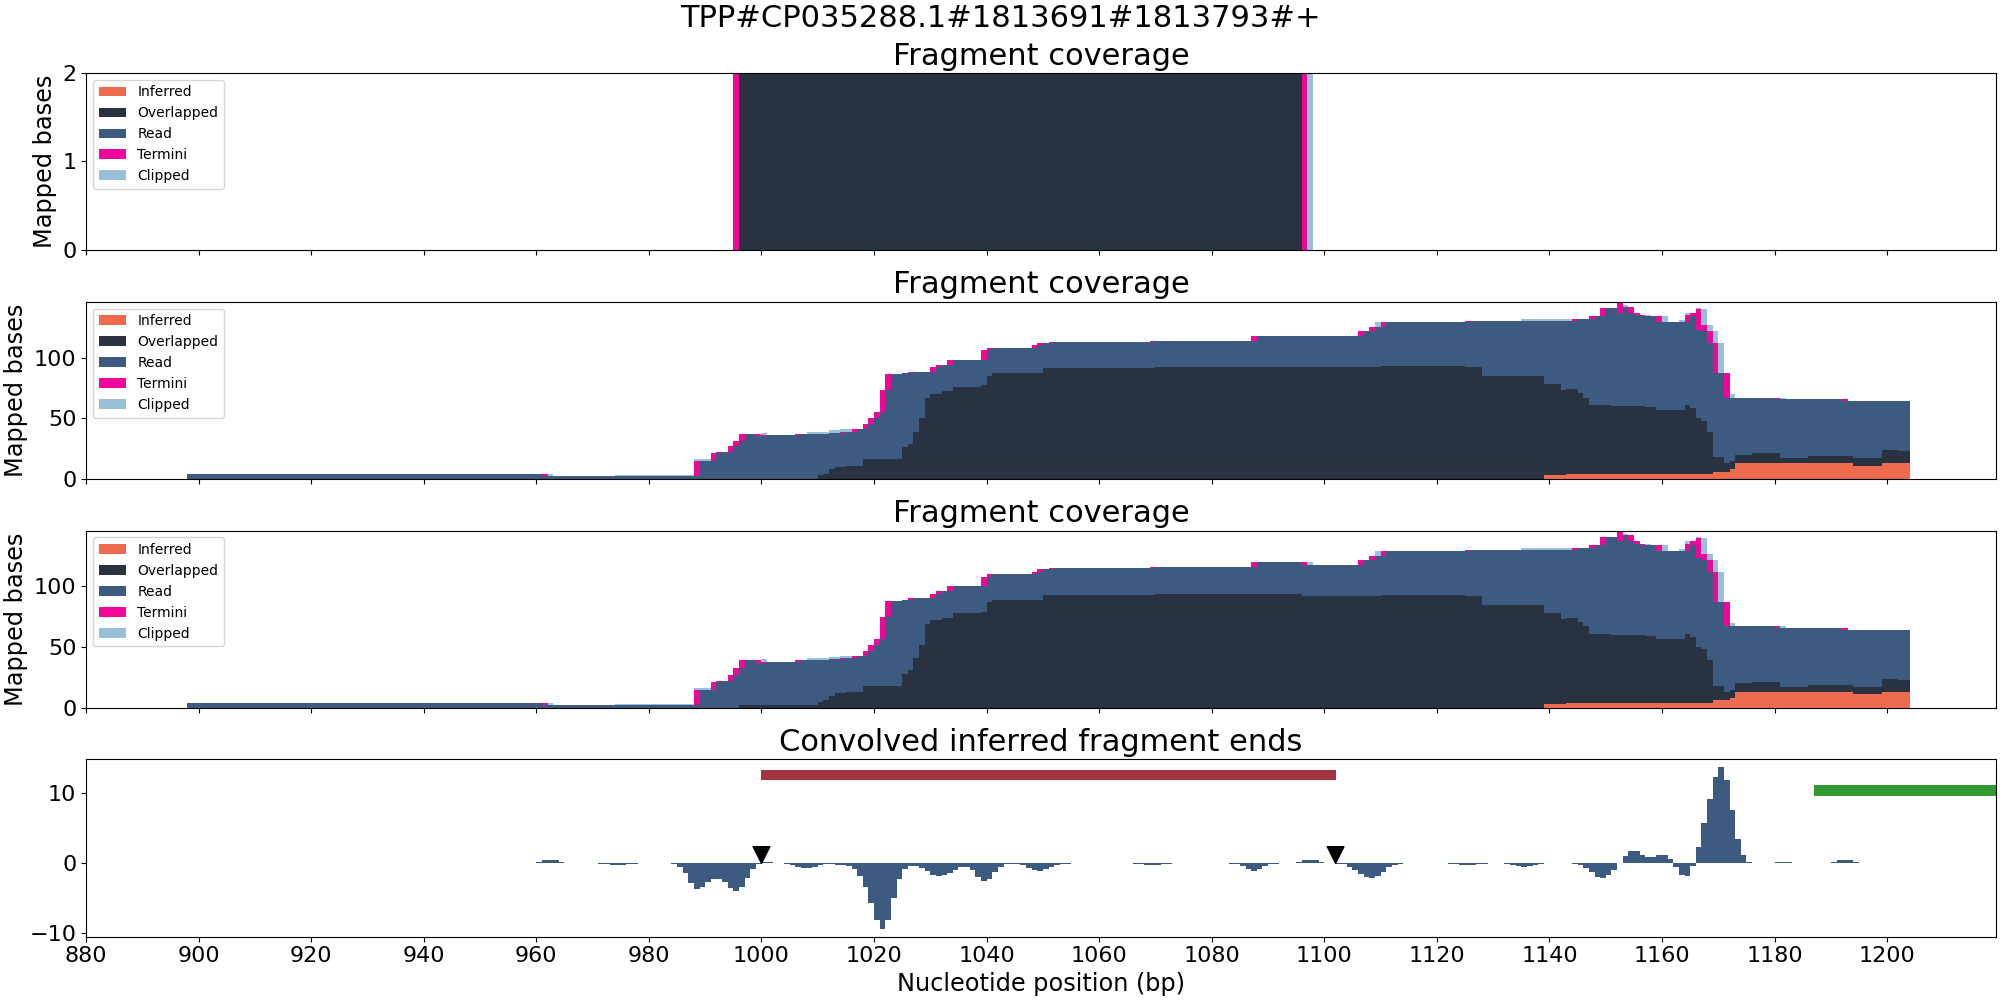 TPP#CP035288.1#1813691#1813793#+
Fragment coverage
Mapped bases
2
1
0
Inferred
Overlapped
Read
Termini
Clipped
Fragment coverage
Mapped bases
100
50
0
Inferred
Overlapped
Read
Termini
Clipped
Fragment coverage
Mapped bases
100
50
0
Inferred
Overlapped
Read
Termini
Clipped
Convolved inferred fragment ends
10
0
−10
880 900 920 940 960 980 1000 1020 1040 1060 1080 1100 1120 1140 1160 1180 1200
Nucleotide position (bp)